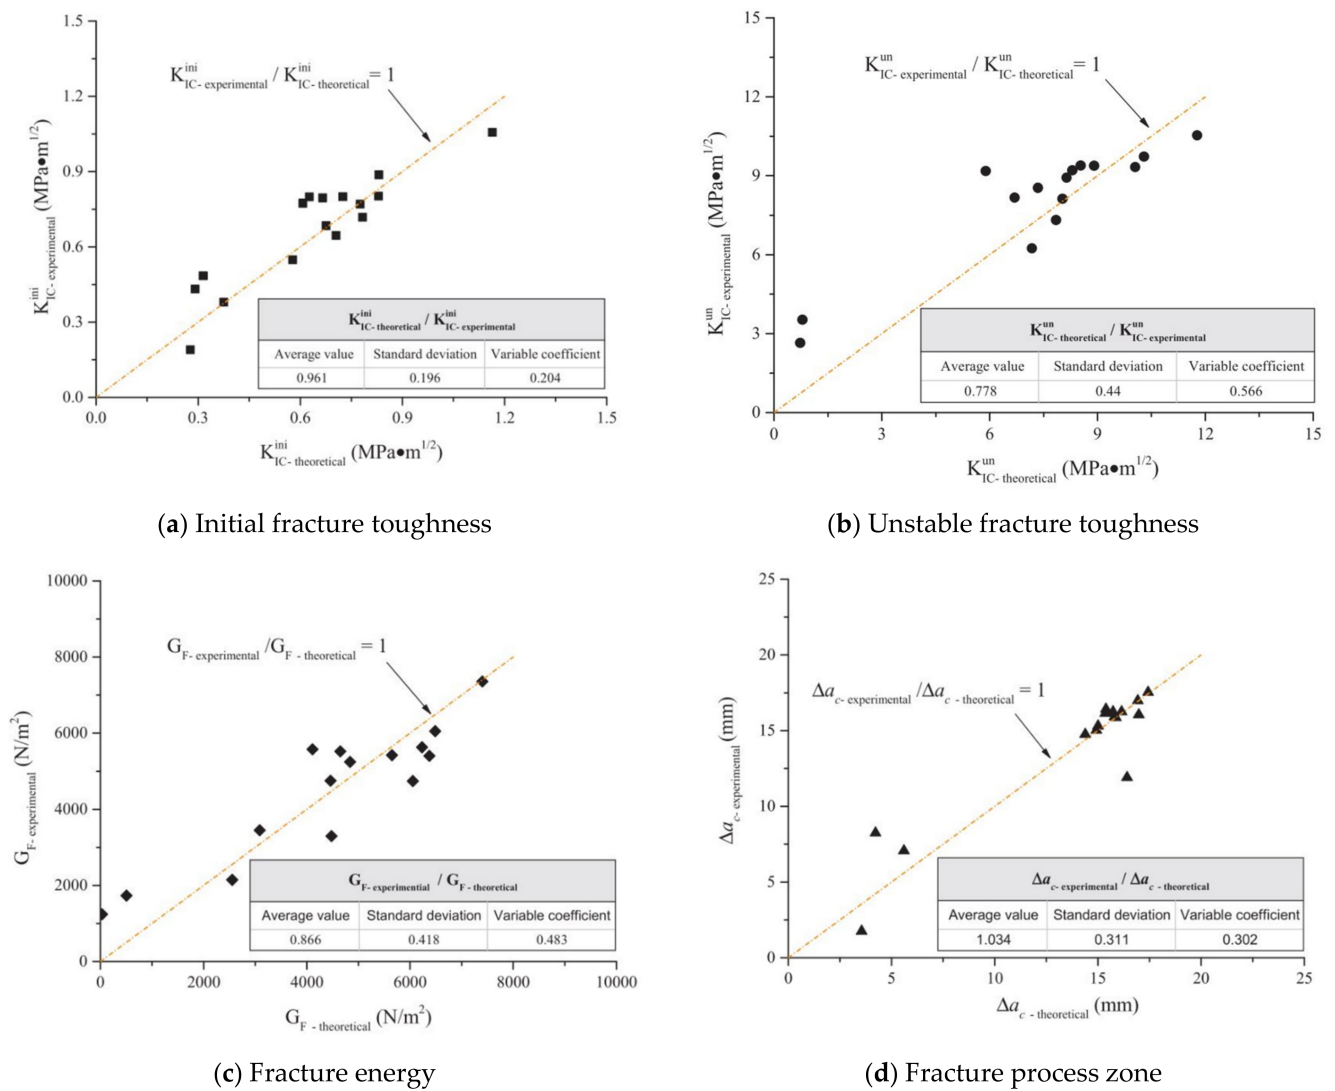 1.5
1.2
0.9
0.6
0.3
0.0
0.0 0.3 0.6 0.9 1.2 1.5
K^ini_IC-experimental (MPa●m^1/2)
K^ini_IC-experimental / K^ini_IC-theoretical = 1
K^ini_IC-theoretical / K^ini_IC-experimental
Average value Standard deviation Variable coefficient
0.961 0.196 0.204
K^ini_IC-theoretical (MPa●m^1/2)
(a) Initial fracture toughness
15
12
9
6
3
0
0 3 6 9 12 15
K^un_IC-experimental (MPa●m^1/2)
K^un_IC-experimental / K^un_IC-theoretical = 1
K^un_IC-theoretical / K^un_IC-experimental
Average value Standard deviation Variable coefficient
0.778 0.44 0.566
K^un_IC-theoretical (MPa●m^1/2)
(b) Unstable fracture toughness
10000
8000
6000
4000
2000
0
0 2000 4000 6000 8000 10000
G_F-experimental (N/m^2)
G_F-experimental /G_F-theoretical = 1
G_F-experimential / G_F-theoretical
Average value Standard deviation Variable coefficient
0.866 0.418 0.483
G_F-theoretical (N/m^2)
(c) Fracture energy
25
20
15
10
5
0
0 5 10 15 20 25
Δa_c-experimental (mm)
Δa_c-experimental /Δa_c-theoretical = 1
Δa_c-experimental / Δa_c-theoretical
Average value Standard deviation Variable coefficient
1.034 0.311 0.302
Δa_c-theoretical (mm)
(d) Fracture process zone